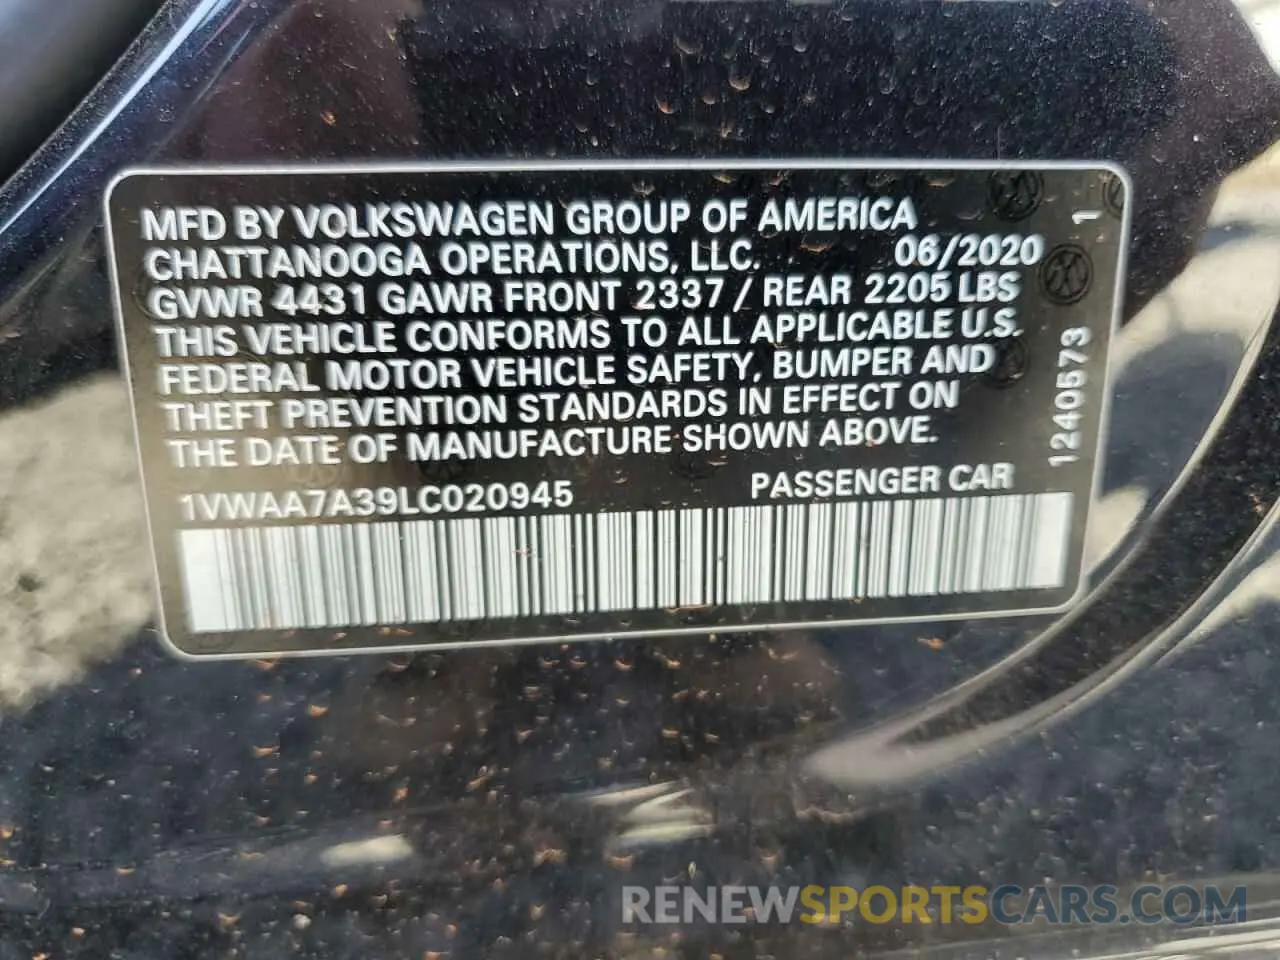 MFD BY VOLKSWAGEN GROUP OF AMERICA
CHATTANOOGA OPERATIONS, LLC. 06/2020
GVWR 4431 GAWR FRONT 2337 / REAR 2205 LBS
THIS VEHICLE CONFORMS TO ALL APPLICABLE U.S.
FEDERAL MOTOR VEHICLE SAFETY, BUMPER AND
THEFT PREVENTION STANDARDS IN EFFECT ON
THE DATE OF MANUFACTURE SHOWN ABOVE.
1VWAA7A39LC020945 PASSENGER CAR
1240573 1
RENEWSPORTSCARS.COM